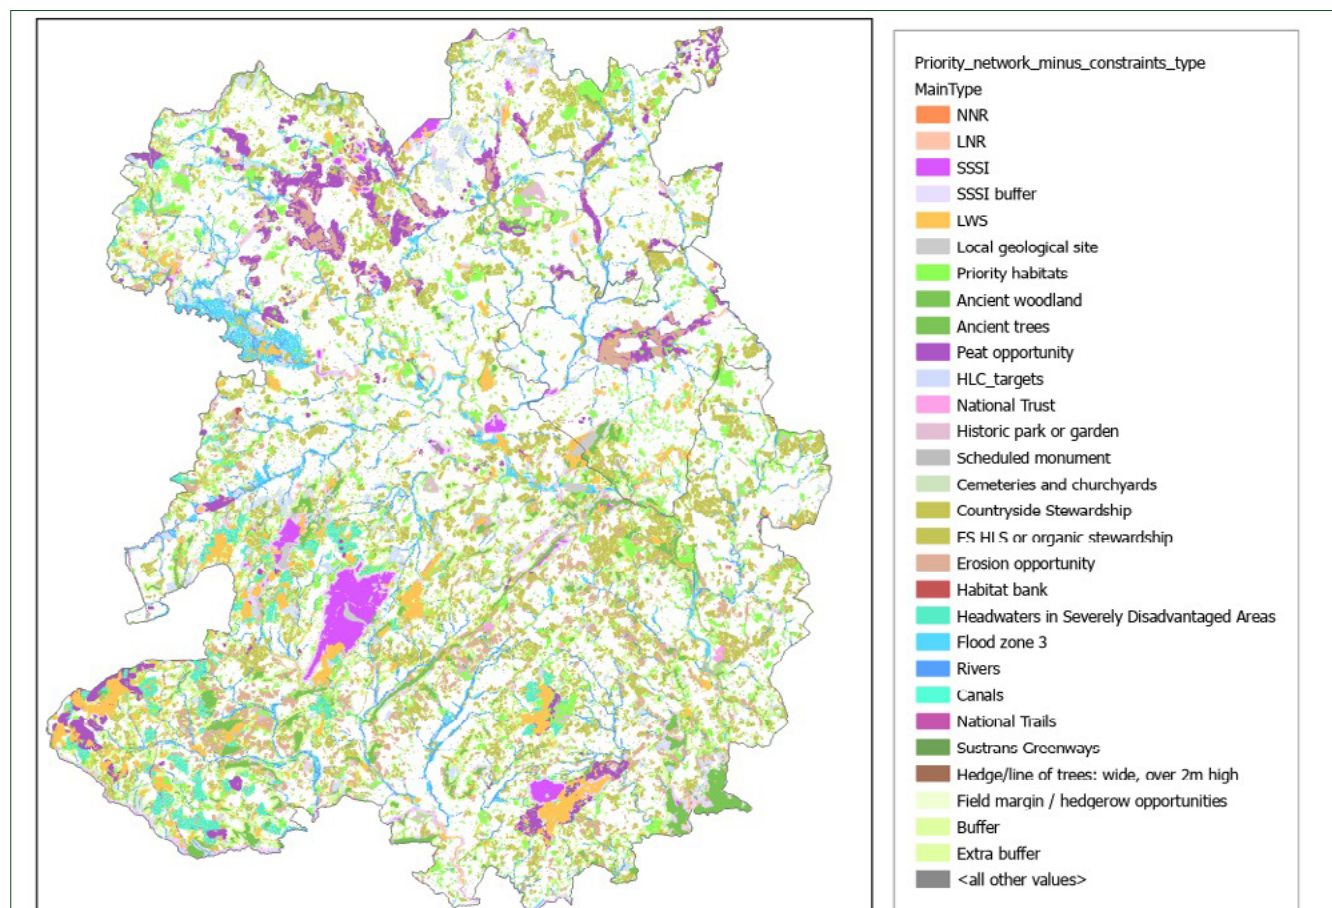 Priority_network_minus_constraints_type
MainType
NNR
LNR
SSSI
SSSI buffer
LWS
Local geological site
Priority habitats
Ancient woodland
Ancient trees
Peat opportunity
HLC_targets
National Trust
Historic park or garden
Scheduled monument
Cemeteries and churchyards
Countryside Stewardship
ES HLS or organic stewardship
Erosion opportunity
Habitat bank
Headwaters in Severely Disadvantaged Areas
Flood zone 3
Rivers
Canals
National Trails
Sustrans Greenways
Hedge/line of trees: wide, over 2m high
Field margin / hedgerow opportunities
Buffer
Extra buffer
<all other values>